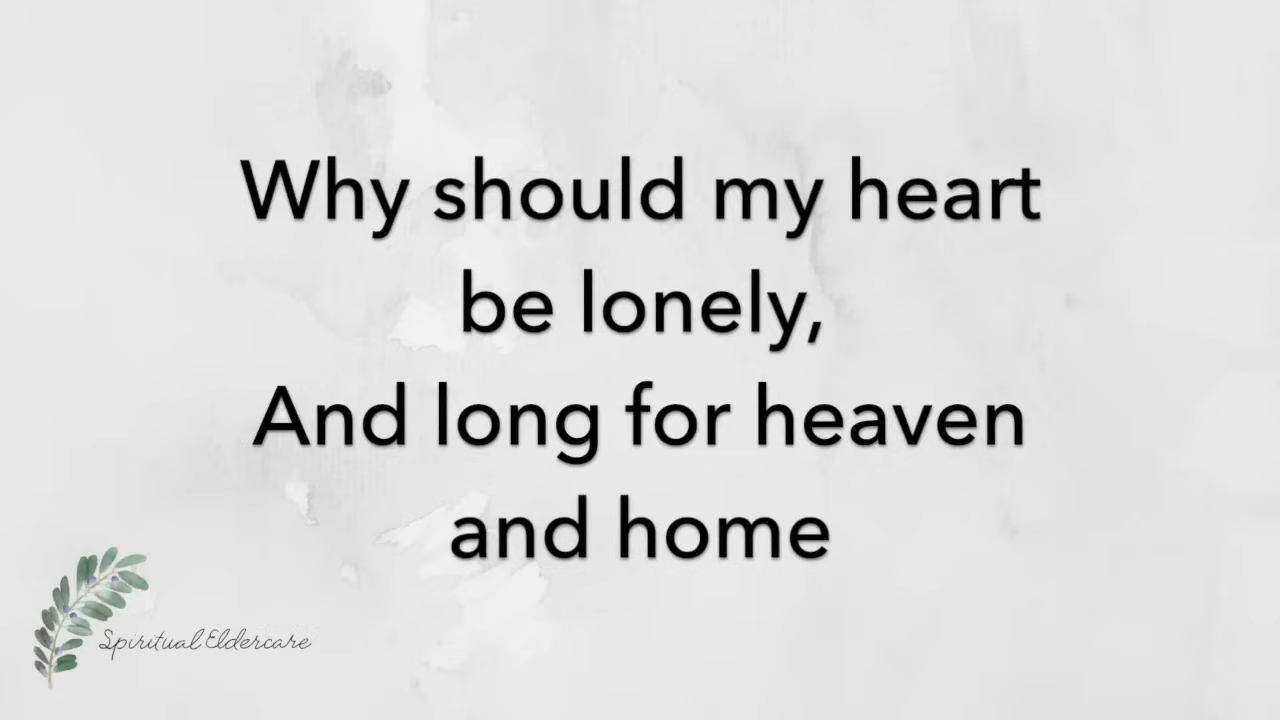 Why should my heart
be lonely,
And long for heaven
and home
Spiritual Eldercare